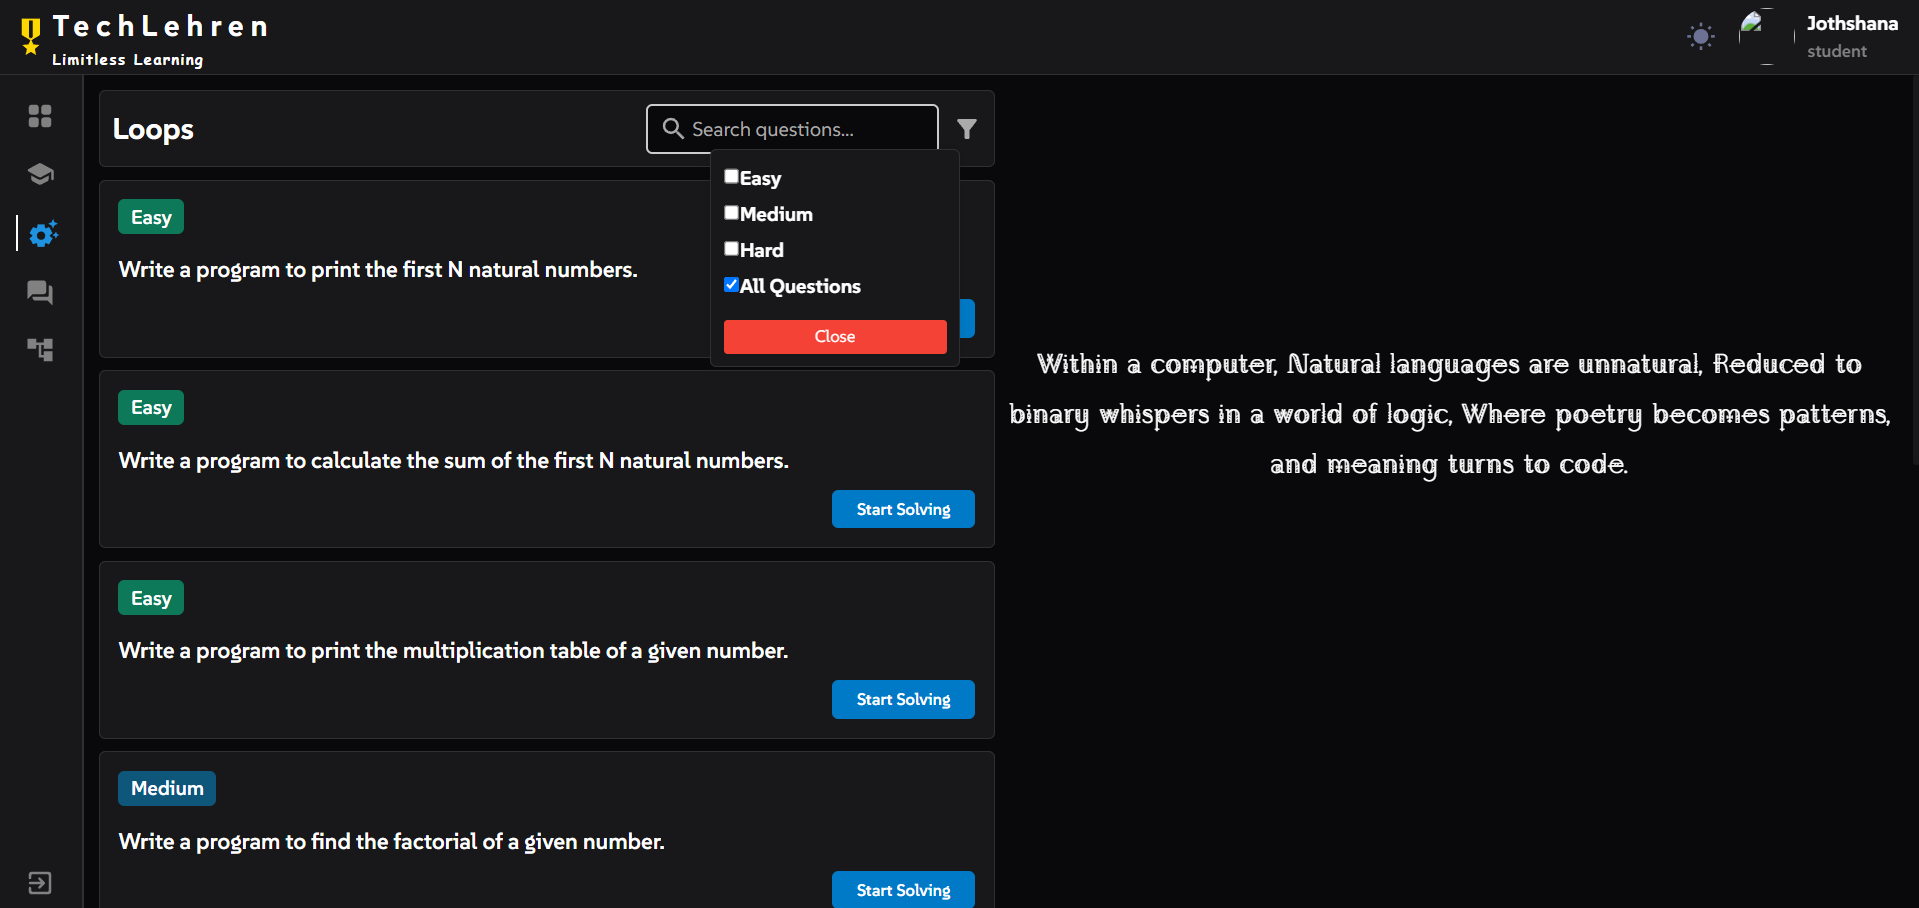 TechLehren
Limitless Learning
Jothshana
student
Loops
Search questions...
Easy
Medium
Hard
All Questions
Close
Easy
Write a program to print the first N natural numbers.
Easy
Write a program to calculate the sum of the first N natural numbers.
Start Solving
Easy
Write a program to print the multiplication table of a given number.
Start Solving
Medium
Write a program to find the factorial of a given number.
Start Solving
Within a computer, Natural languages are unnatural, Reduced to
binary whispers in a world of logic, Where poetry becomes patterns,
and meaning turns to code.